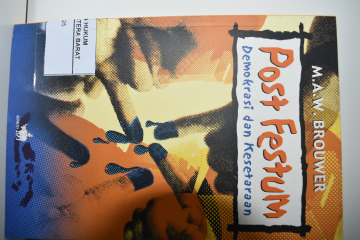 M.A.W. BROUWER
Post Festum
Demokrasi dan Kesetaraan
HUKUM
TERA BARAT